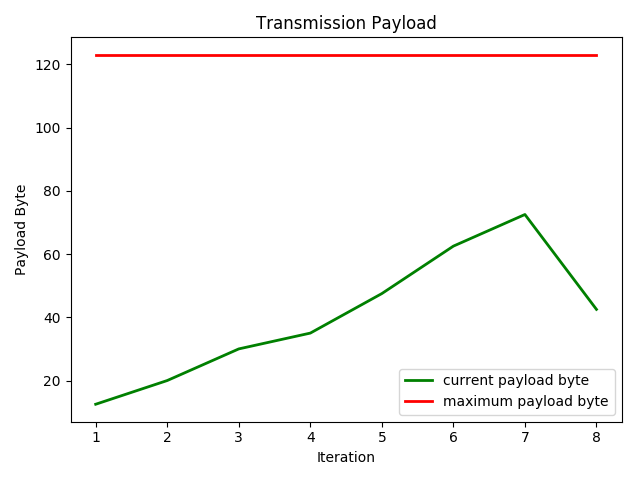 Transmission Payload
120
100
80
60
40
20
Payload Byte
current payload byte
maximum payload byte
1 2 3 4 5 6 7 8
Iteration